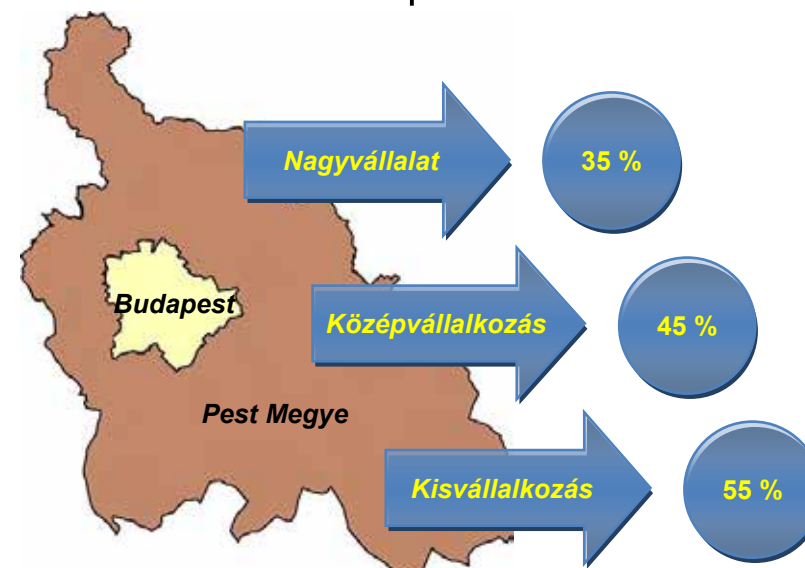 Nagyvállalat
35 %
Budapest
Középvállalkozás
45 %
Pest Megye
Kisvállalkozás
55 %